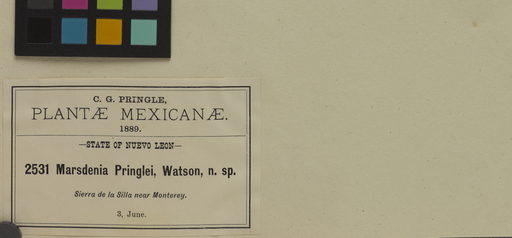 C. G. PRINGLE,
PLANTÆ MEXICANÆ.
1889.
—STATE OF NUEVO LEON—
2531 Marsdenia Pringlei, Watson, n. sp.
Sierra de la Silla near Monterey.
3, June.